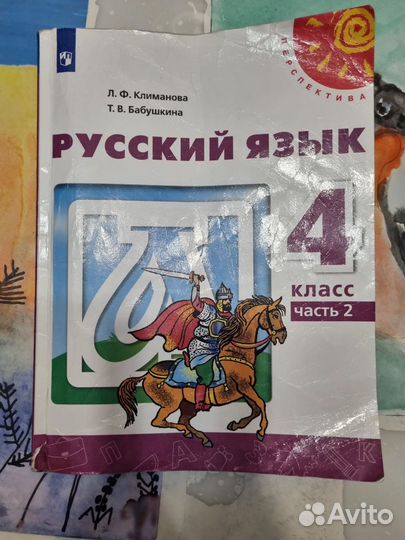 Л. Ф. Климанова
Т. В. Бабушкина
ПЕРСПЕКТИВА
РУССКИЙ ЯЗЫК
4
КЛАСС
часть 2
Avito